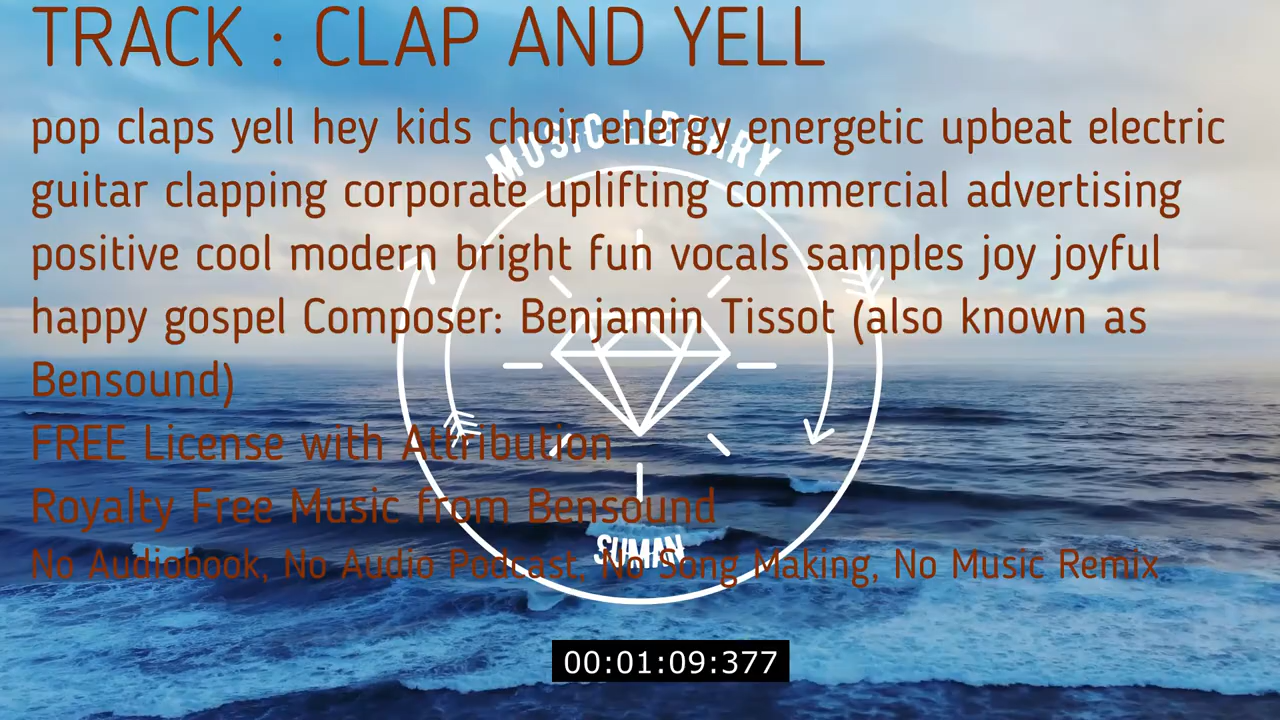 TRACK : CLAP AND YELL
pop claps yell hey kids choir energy energetic upbeat electric
guitar clapping corporate uplifting commercial advertising
positive cool modern bright fun vocals samples joy joyful
happy gospel Composer: Benjamin Tissot (also known as
Bensound)
FREE License with Attribution
Royalty Free Music from Bensound
No Audiobook, No Audio Podcast, No Song Making, No Music Remix
MUSIC LIBRARY
SUMAN
00:01:09:377